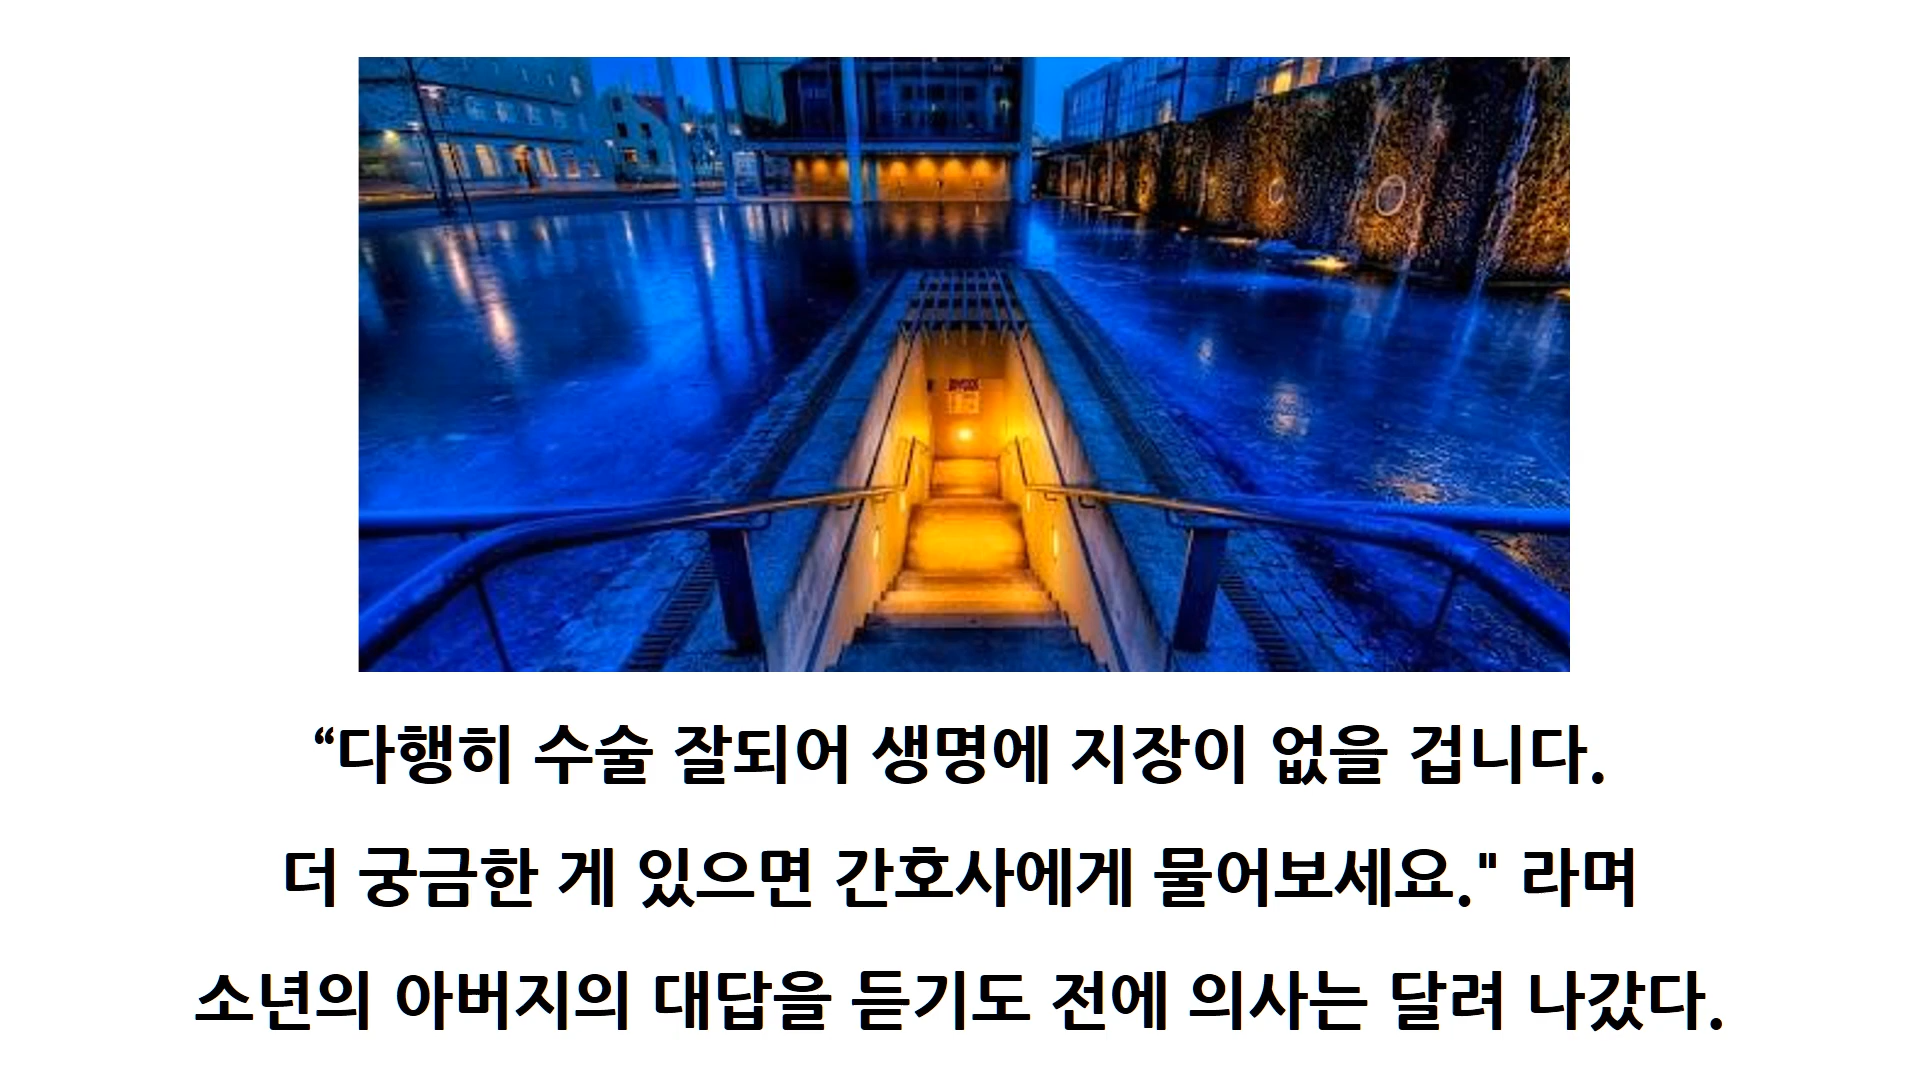 “다행히 수술 잘되어 생명에 지장이 없을 겁니다.
더 궁금한 게 있으면 간호사에게 물어보세요." 라며
소년의 아버지의 대답을 듣기도 전에 의사는 달려 나갔다.